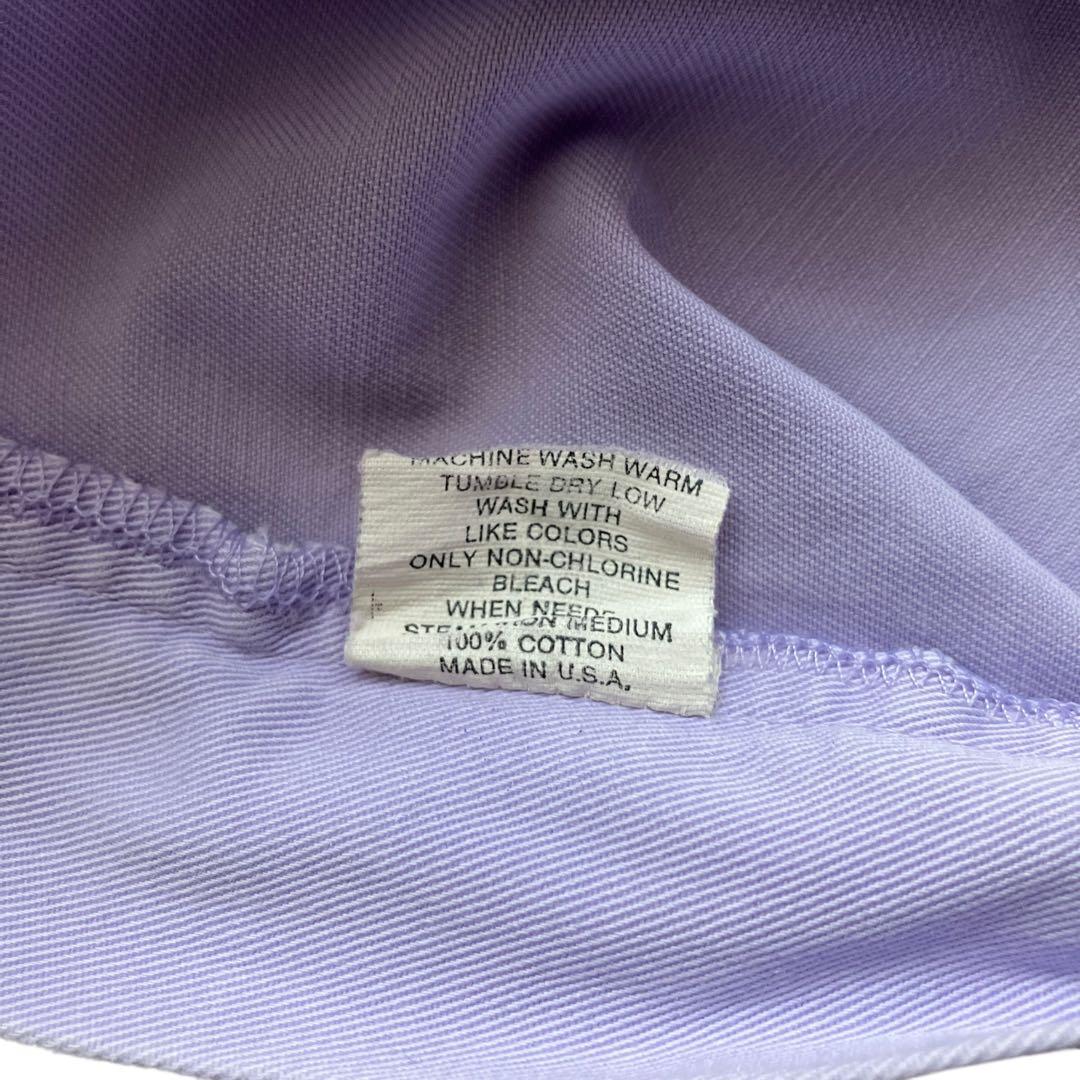 MACHINE WASH WARM
TUMBLE DRY LOW
WASH WITH
LIKE COLORS
ONLY NON-CHLORINE
BLEACH
WHEN NEEDE
MEDIUM
100% COTTON
MADE IN U.S.A.